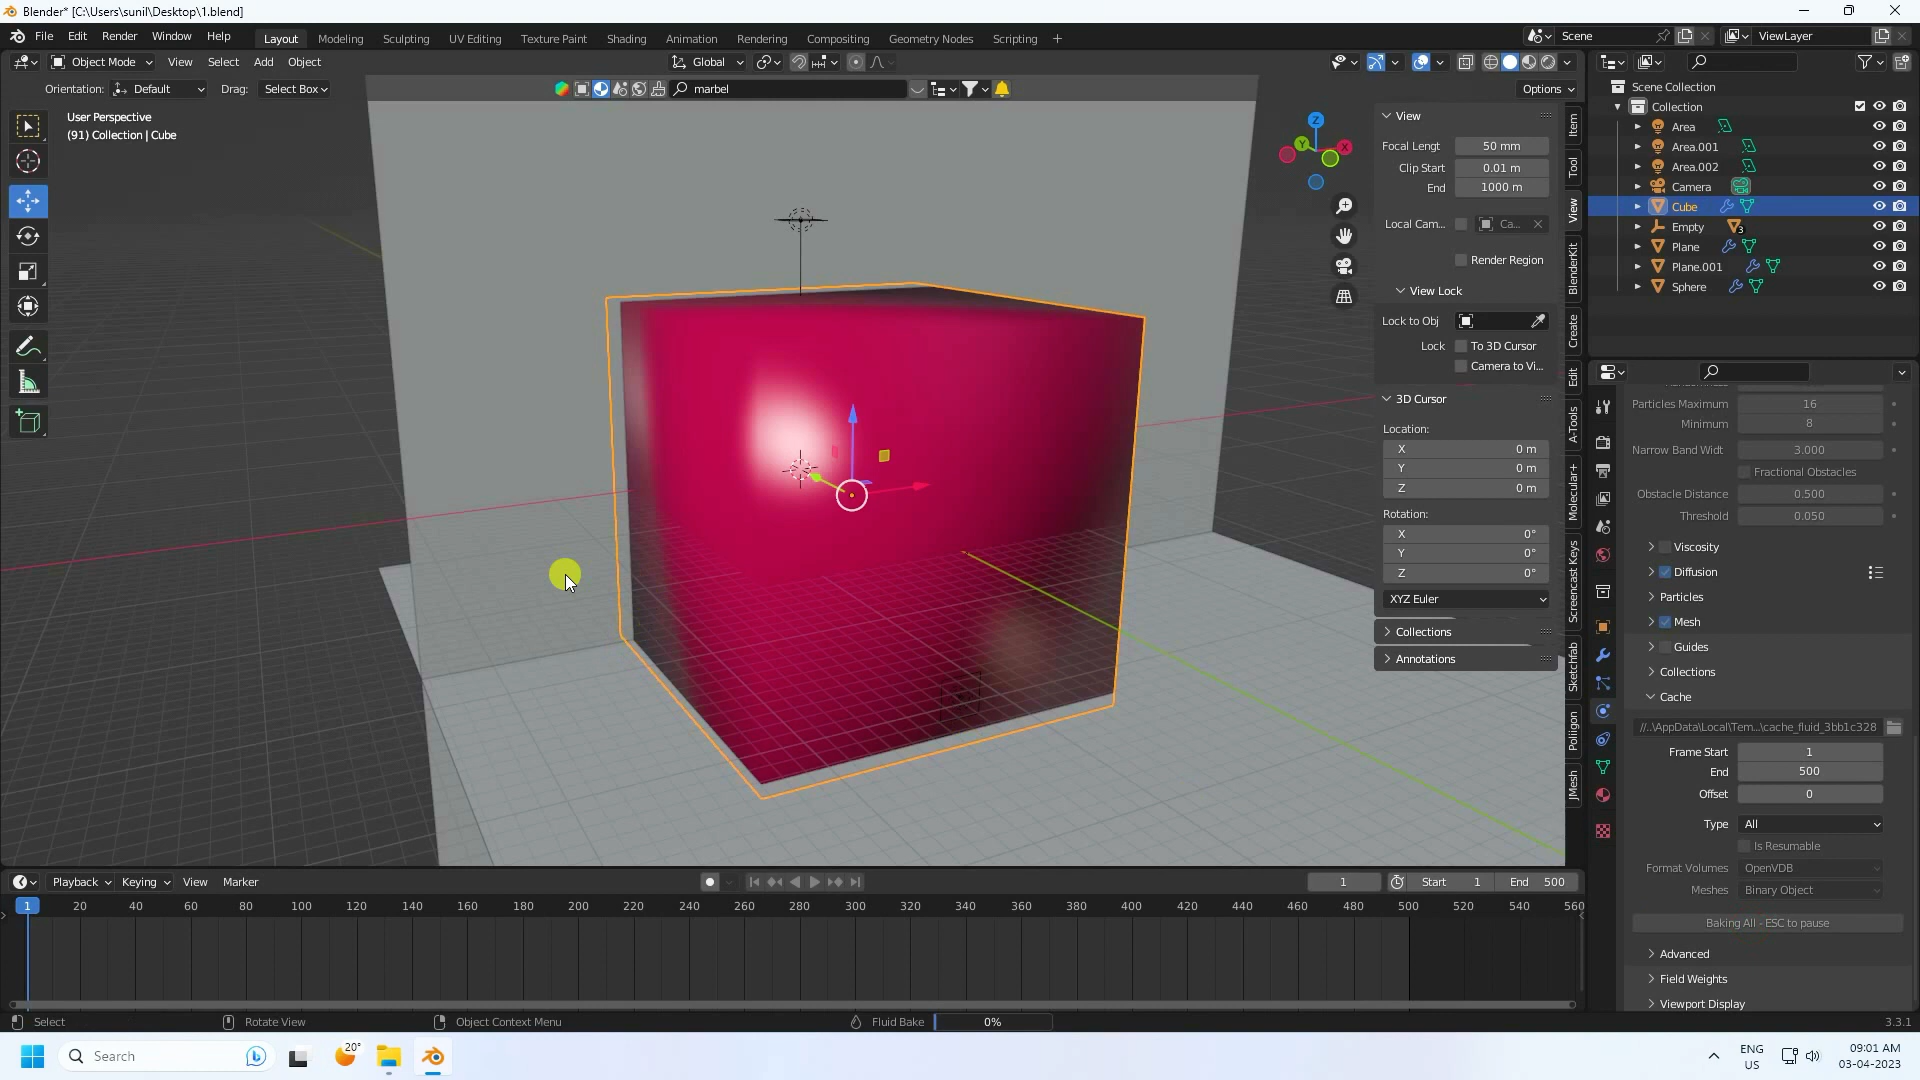 Blender* [C:\Users\sunil\Desktop\1.blend]
File Edit Render Window Help Layout Modeling Sculpting UV Editing Texture Paint Shading Animation Rendering Compositing Geometry Nodes Scripting + Scene ViewLayer
Object Mode View Select Add Object Global
Orientation: Default Drag: Select Box marbel Options
User Perspective
(91) Collection | Cube
Z
Y
X
View
Focal Lengt 50 mm
Clip Start 0.01 m
End 1000 m
Local Cam... Ca...
Render Region
View Lock
Lock to Obj
Lock To 3D Cursor
Camera to Vi...
3D Cursor
Location:
X 0 m
Y 0 m
Z 0 m
Rotation:
X 0°
Y 0°
Z 0°
XYZ Euler
Collections
Annotations
Item
Tool
View
BlenderKit
Create
Edit
A-Tools
Molecular+
Screencast Keys
Sketchfab
Poliigon
JMesh
Scene Collection
Collection
Area
Area.001
Area.002
Camera
Cube
Empty 3
Plane
Plane.001
Sphere
Particles Maximum 16
Minimum 8
Narrow Band Widt 3.000
Fractional Obstacles
Obstacle Distance 0.500
Threshold 0.050
Viscosity
Diffusion
Particles
Mesh
Guides
Collections
Cache
//..\AppData\Local\Tem...\cache_fluid_3bb1c328
Frame Start 1
End 500
Offset 0
Type All
Is Resumable
Format Volumes OpenVDB
Meshes Binary Object
Baking All - ESC to pause
Advanced
Field Weights
Viewport Display
Playback Keying View Marker 1 Start 1 End 500
1 20 40 60 80 100 120 140 160 180 200 220 240 260 280 300 320 340 360 380 400 420 440 460 480 500 520 540 560
Select Rotate View Object Context Menu Fluid Bake 0% 3.3.1
Search 20° ENG
US
09:01 AM
03-04-2023